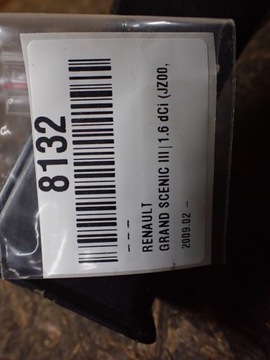 8132
– – –
RENAULT
GRAND SCENIC III | 1.6 dCi (JZ00,
2009.02 –